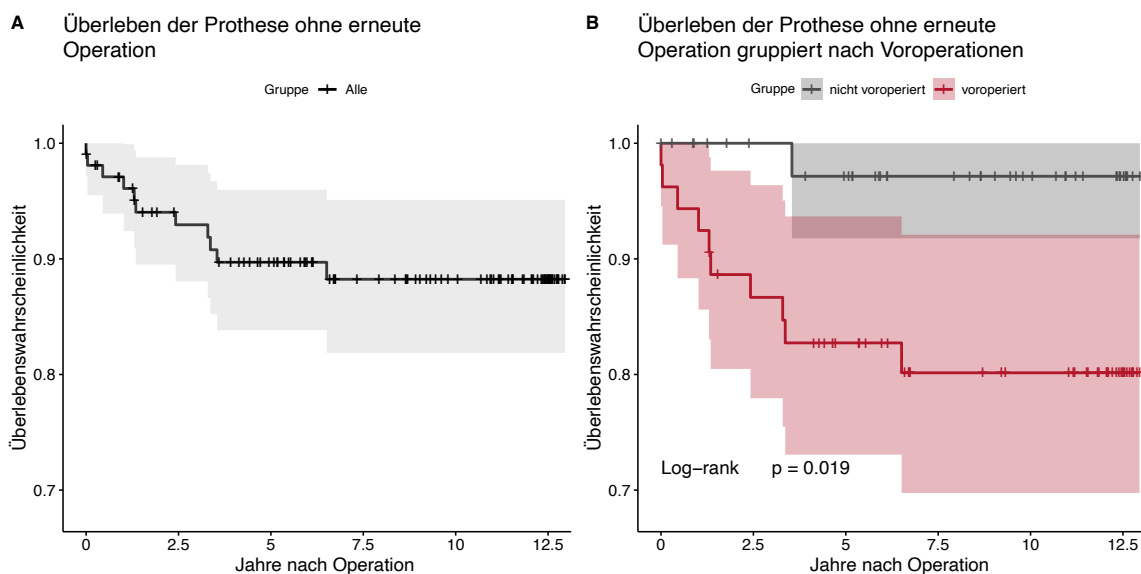 A
Überleben der Prothese ohne erneute
Operation
Gruppe Alle
1.0
0.9
0.8
0.7
Überlebenswahrscheinlichkeit
0 2.5 5 7.5 10 12.5
Jahre nach Operation
B
Überleben der Prothese ohne erneute
Operation gruppiert nach Voroperationen
Gruppe nicht voroperiert voroperiert
1.0
0.9
0.8
0.7
Überlebenswahrscheinlichkeit
Log−rank p = 0.019
0 2.5 5 7.5 10 12.5
Jahre nach Operation